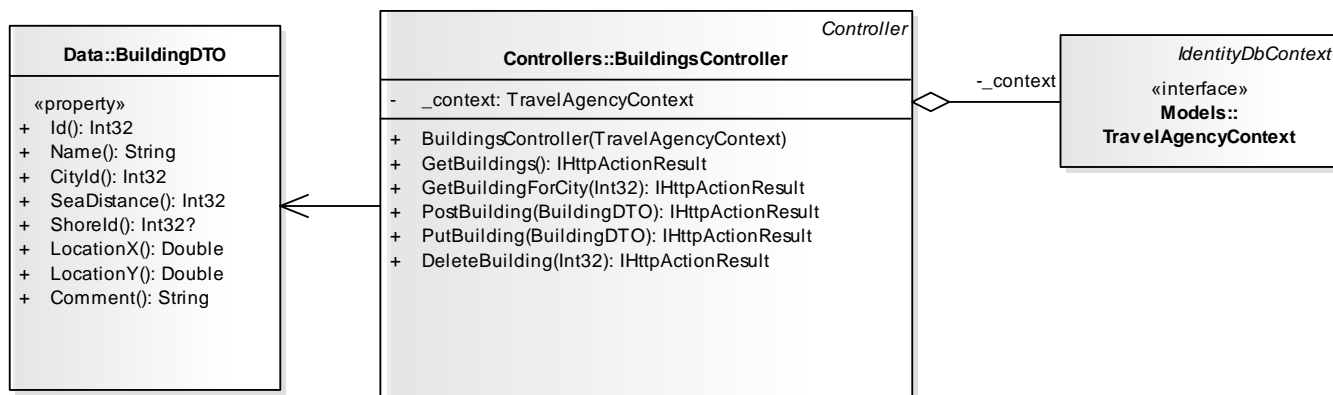 Data::BuildingDTO
«property»
+ Id(): Int32
+ Name(): String
+ CityId(): Int32
+ SeaDistance(): Int32
+ ShoreId(): Int32?
+ LocationX(): Double
+ LocationY(): Double
+ Comment(): String
Controller
Controllers::BuildingsController
- _context: TravelAgencyContext
+ BuildingsController(TravelAgencyContext)
+ GetBuildings(): IHttpActionResult
+ GetBuildingForCity(Int32): IHttpActionResult
+ PostBuilding(BuildingDTO): IHttpActionResult
+ PutBuilding(BuildingDTO): IHttpActionResult
+ DeleteBuilding(Int32): IHttpActionResult
-_context
IdentityDbContext
«interface»
Models::
TravelAgencyContext